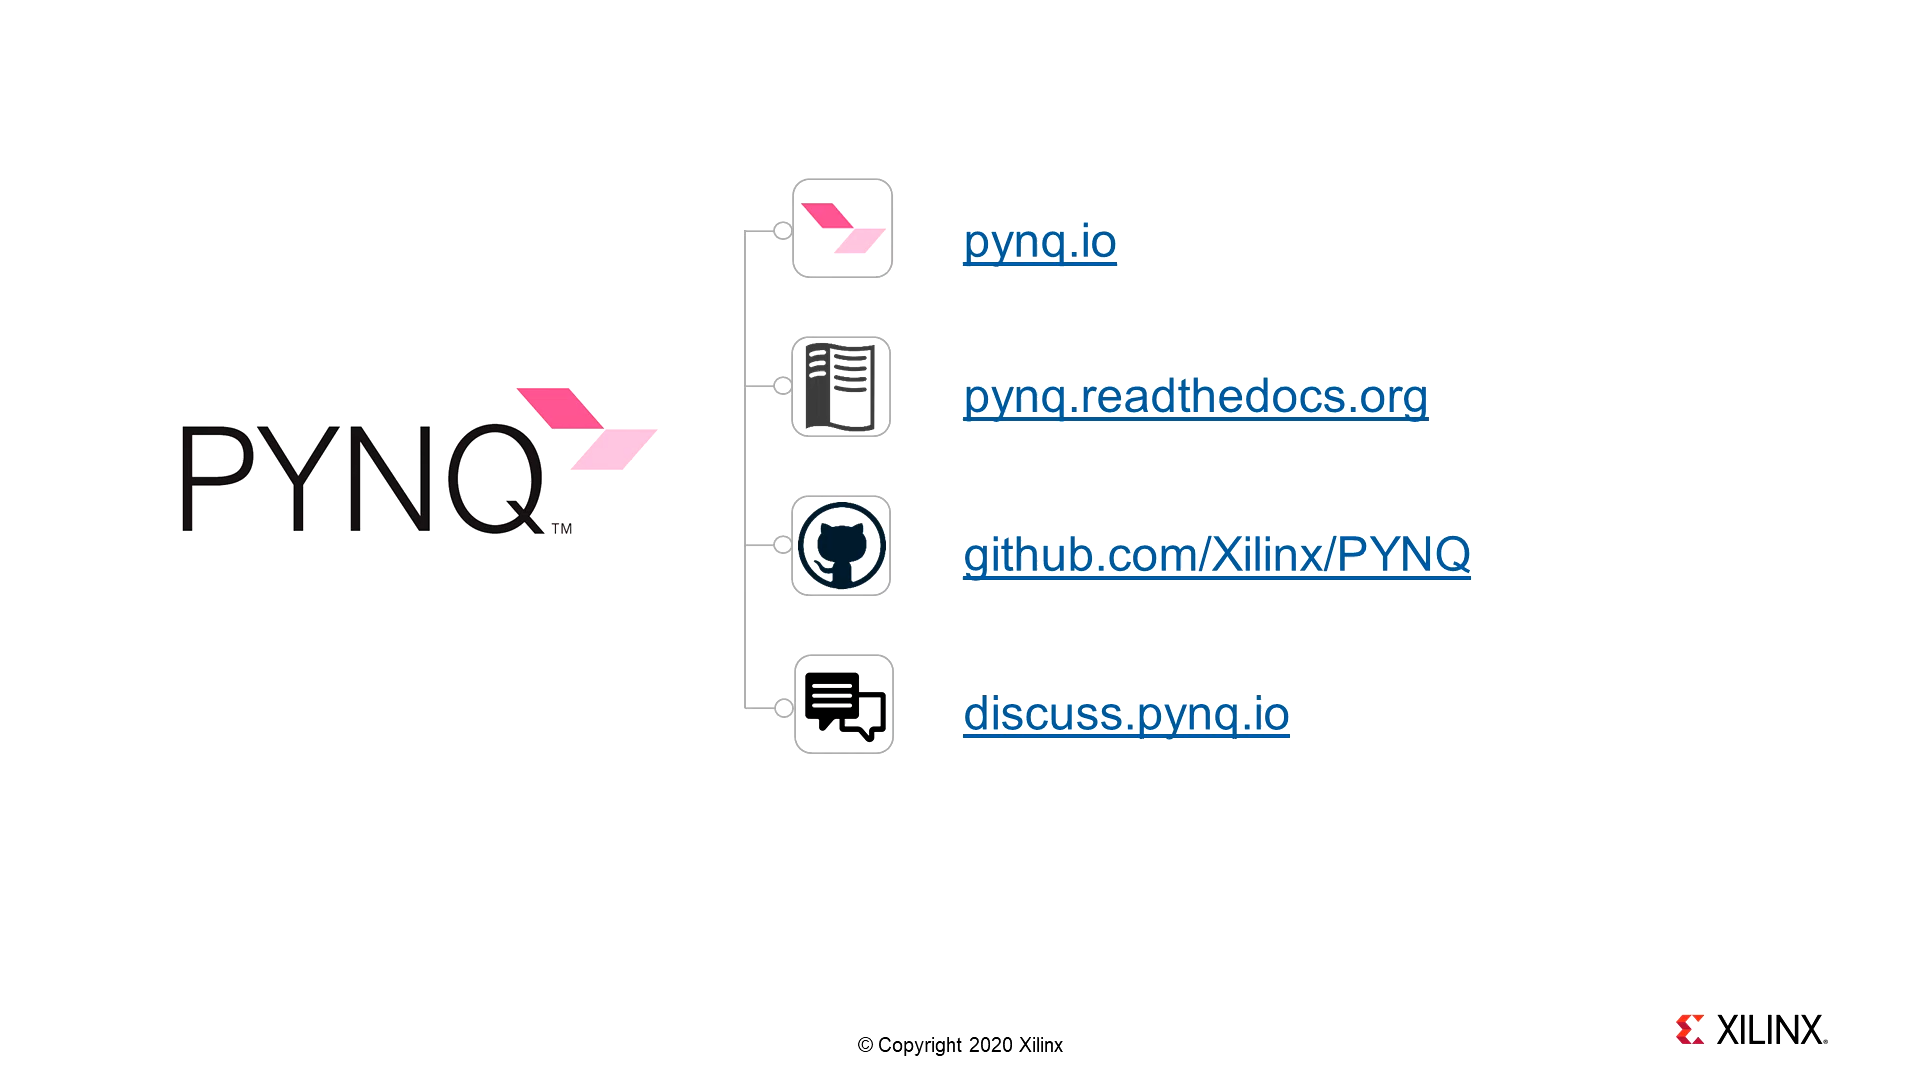 PYNQ™
pynq.io
pynq.readthedocs.org
github.com/Xilinx/PYNQ
discuss.pynq.io
© Copyright 2020 Xilinx
XILINX®